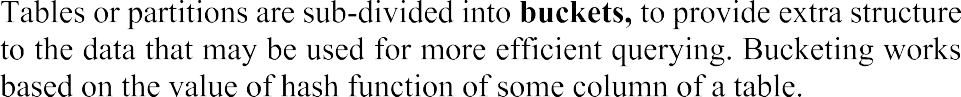 Tables or partitions are sub-divided into buckets, to provide extra structure
to the data that may be used for more efficient querying. Bucketing works
based on the value of hash function of some column of a table.